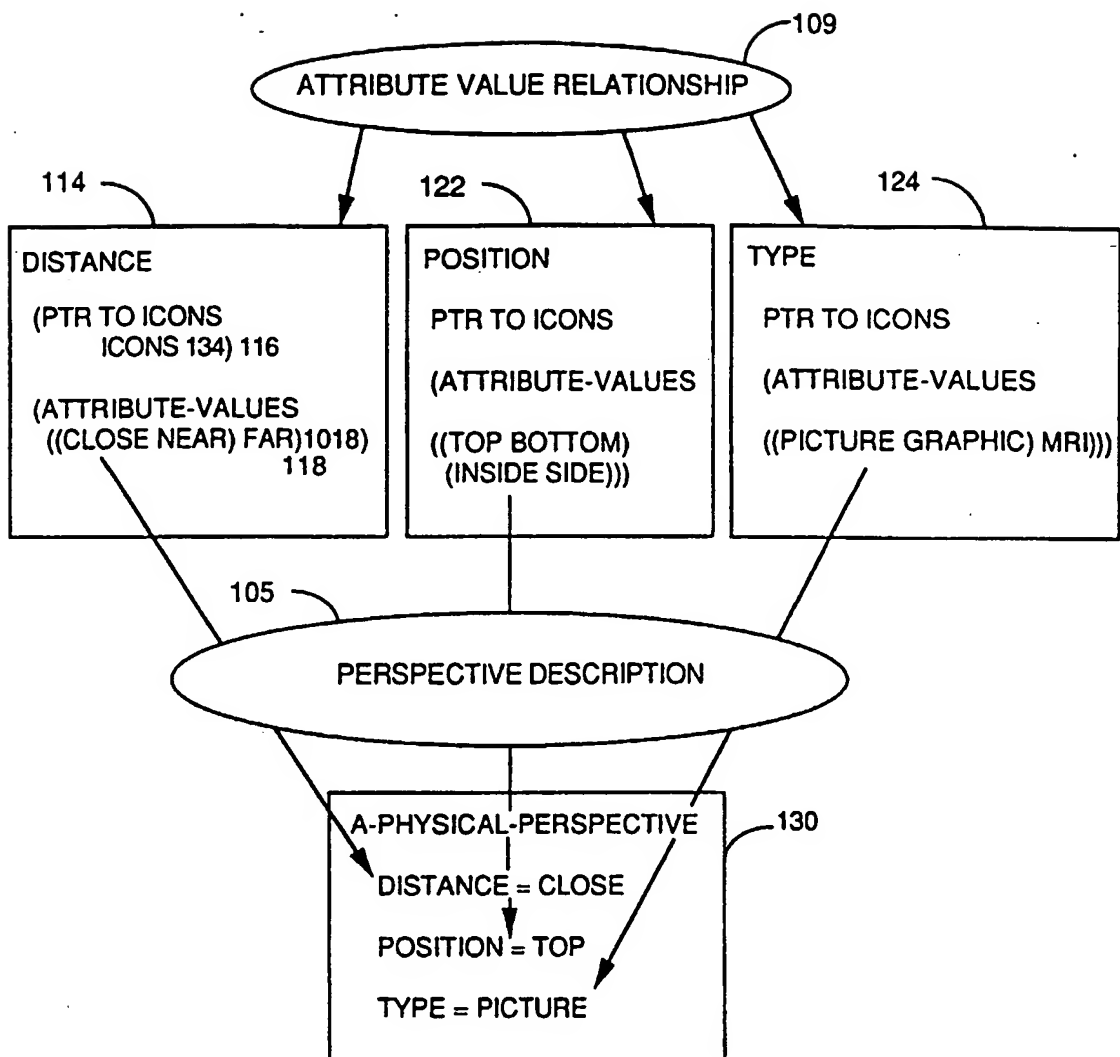 109
ATTRIBUTE VALUE RELATIONSHIP
114
122
124
DISTANCE
(PTR TO ICONS
ICONS 134) 116
(ATTRIBUTE-VALUES
((CLOSE NEAR) FAR)1018)
118
POSITION
PTR TO ICONS
(ATTRIBUTE-VALUES
((TOP BOTTOM)
(INSIDE SIDE)))
TYPE
PTR TO ICONS
(ATTRIBUTE-VALUES
((PICTURE GRAPHIC) MRI)))
105
PERSPECTIVE DESCRIPTION
A-PHYSICAL-PERSPECTIVE
130
DISTANCE = CLOSE
POSITION = TOP
TYPE = PICTURE